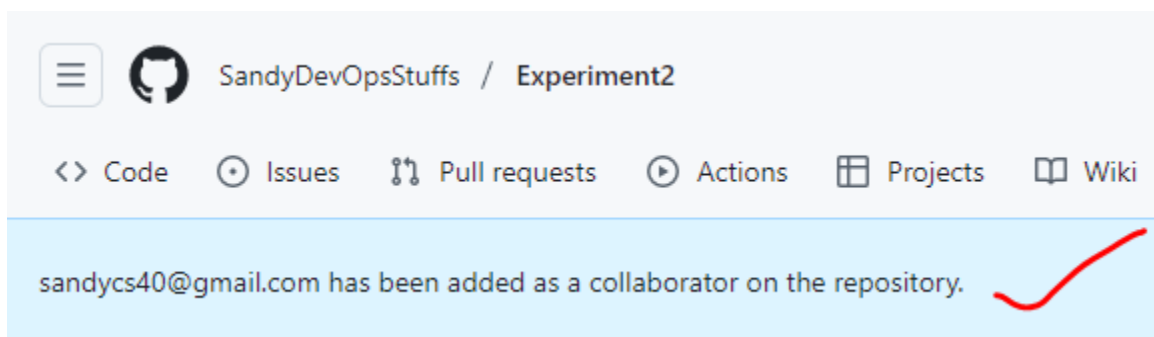 SandyDevOpsStuffs / Experiment2
Code Issues Pull requests Actions Projects Wiki
sandycs40@gmail.com has been added as a collaborator on the repository.